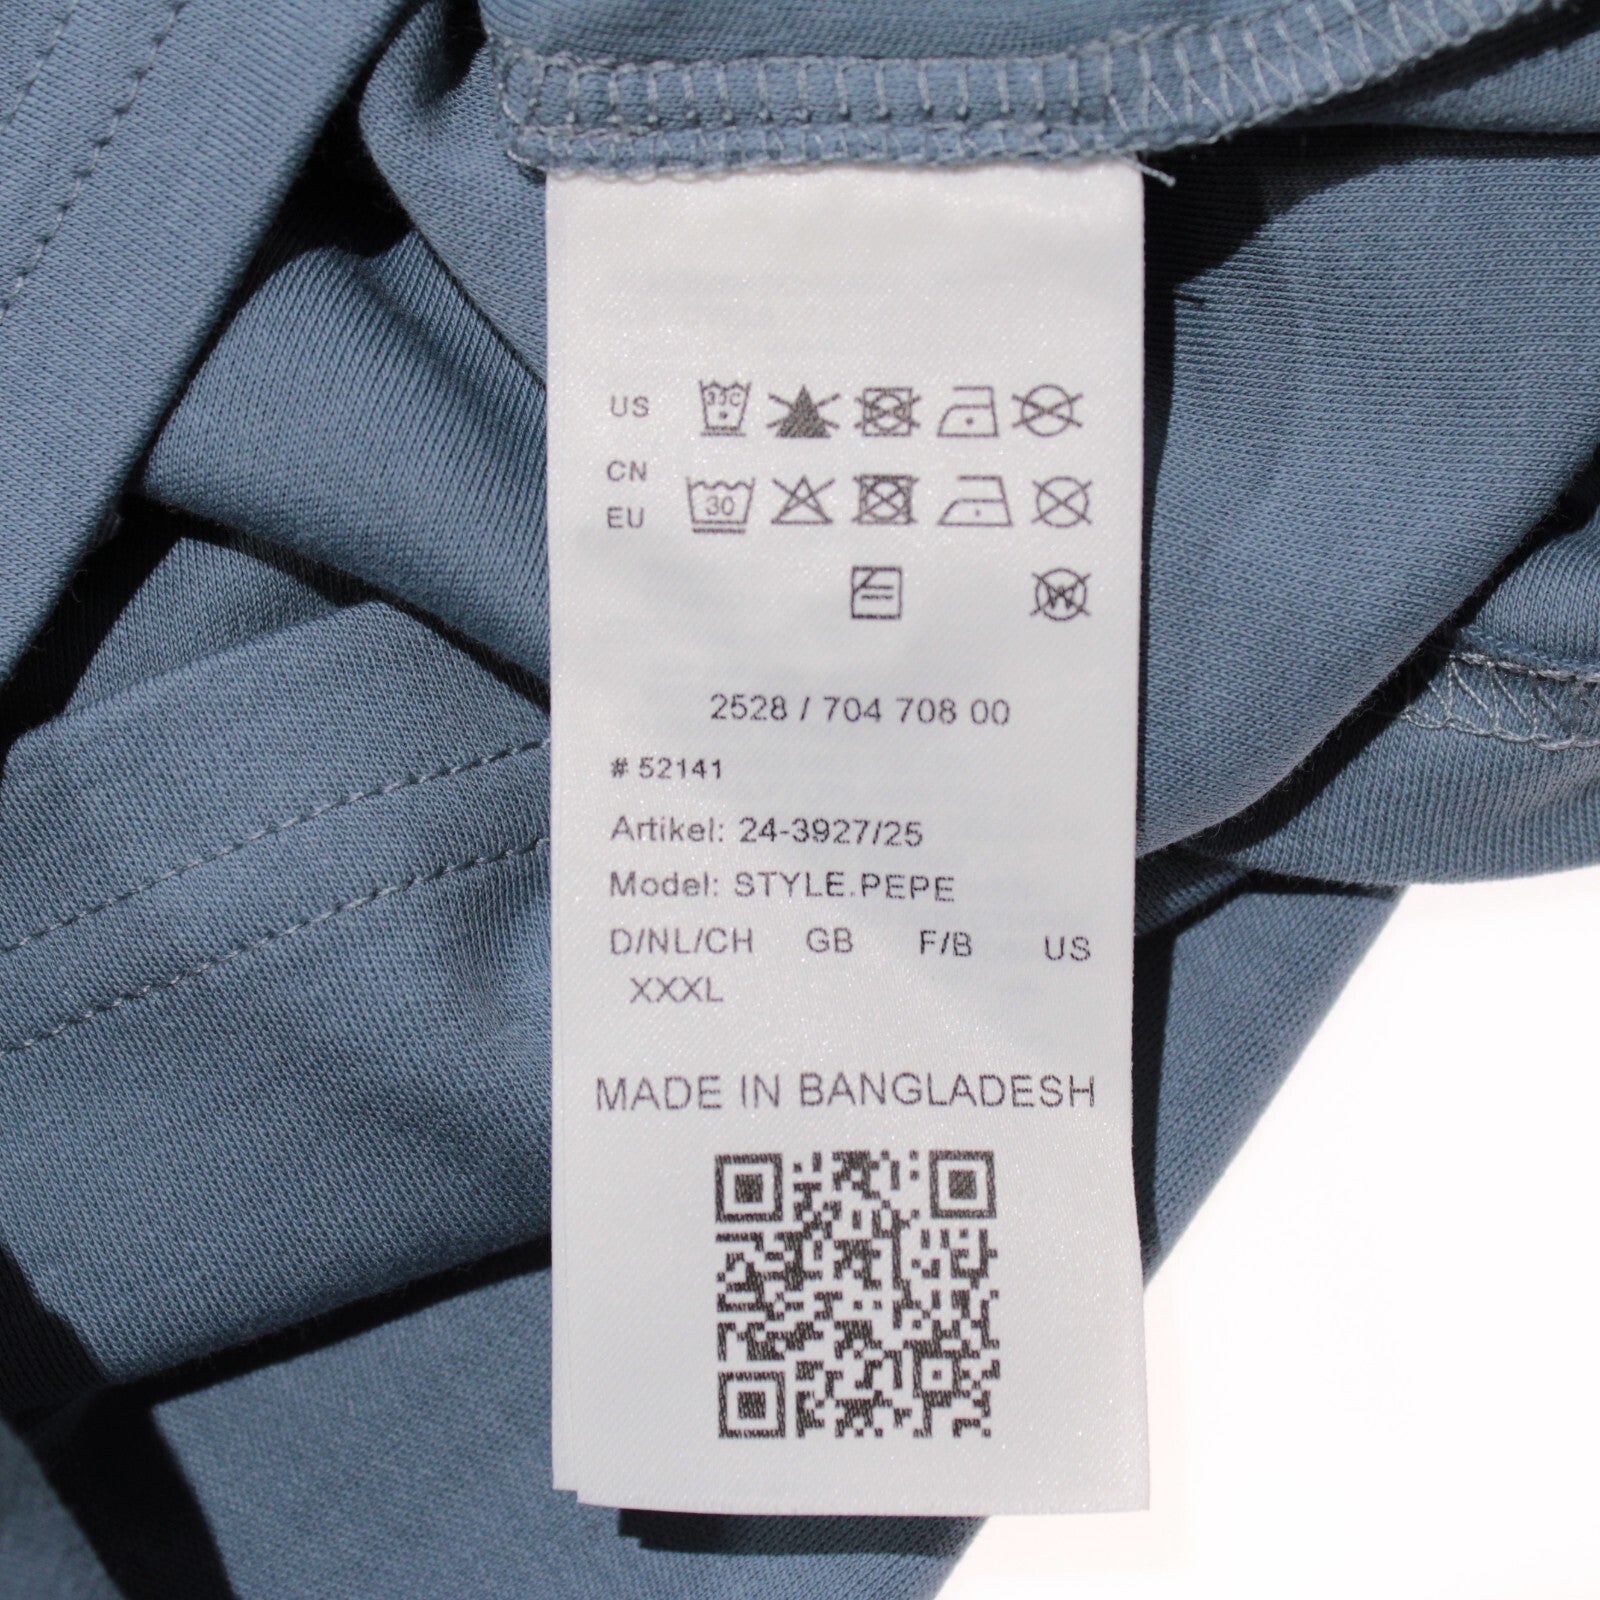 US 33C
CN
EU 30
W
2528 / 704 708 00
# 52141
Artikel: 24-3927/25
Model: STYLE.PEPE
D/NL/CH GB F/B US
XXXL
MADE IN BANGLADESH